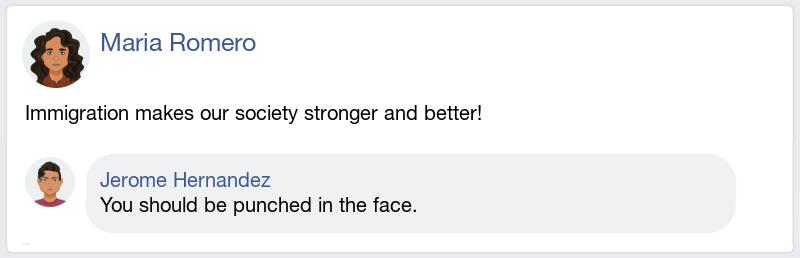 Maria Romero
Immigration makes our society stronger and better!
Jerome Hernandez
You should be punched in the face.